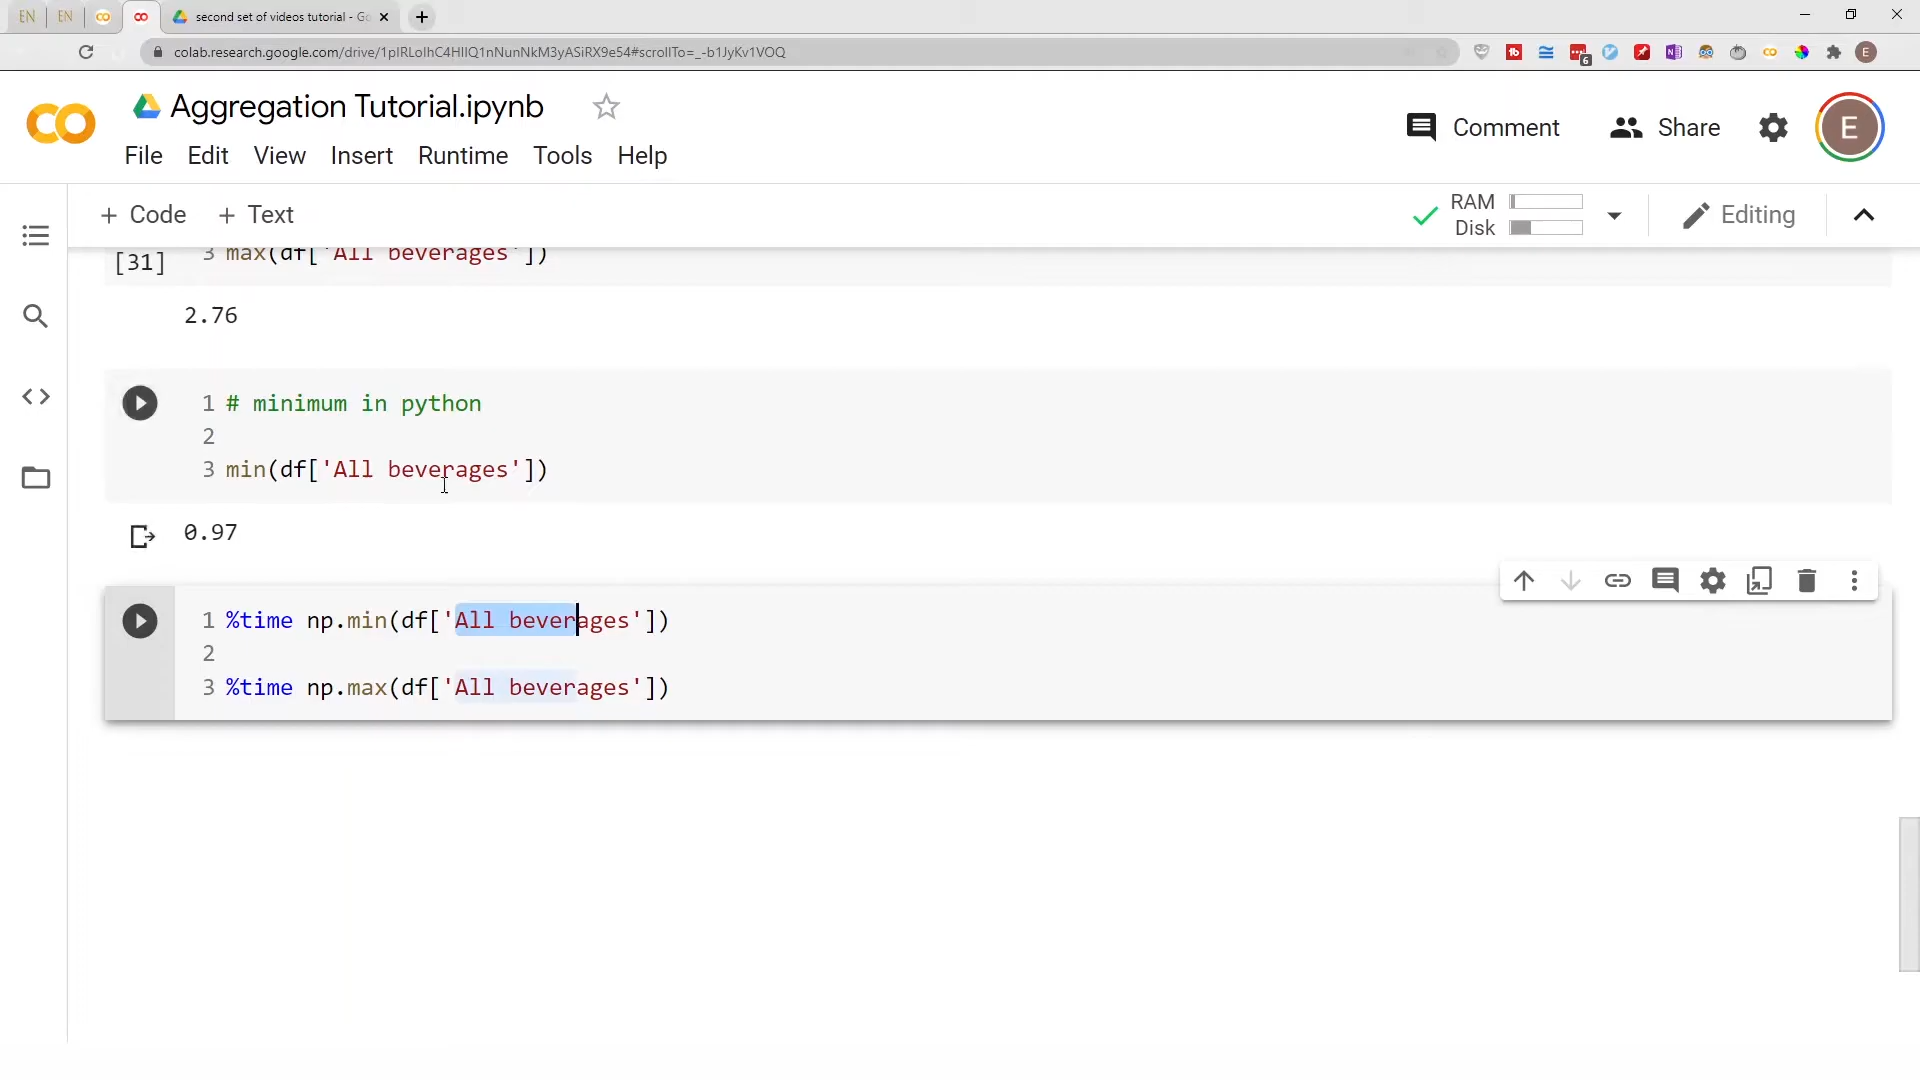 EN
EN
second set of videos tutorial - Go
colab.research.google.com/drive/1pIRLoIhC4HIlQ1nNunNkM3yASiRX9e54#scrollTo=_-b1JyKv1VOQ
6
E
Aggregation Tutorial.ipynb
Comment
Share
E
File Edit View Insert Runtime Tools Help
+ Code + Text
RAM
Disk
Editing
[31]
3 max(df['All beverages'])
2.76
1 # minimum in python
2
3 min(df['All beverages'])
0.97
1 %time np.min(df['All beverages'])
2
3 %time np.max(df['All beverages'])